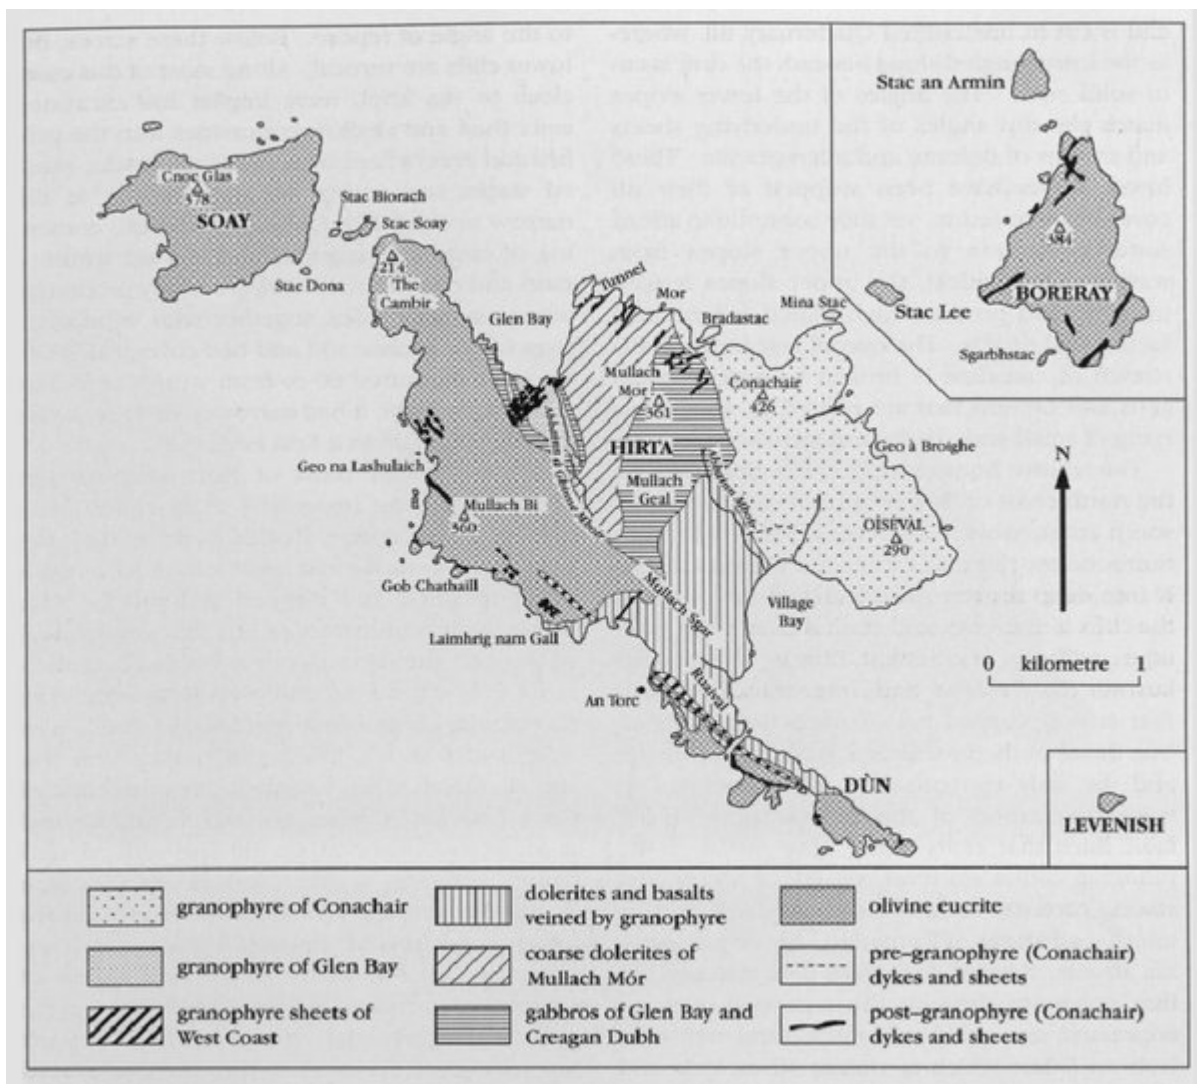 Stac an Armin
Cnoc Glas
378
SOAY
Stac Biorach
Stac Soay
Stac Dona
214
The
Cambir
Glen Bay
Tunnel
Mor
Bradastac
Mina Stac
Stac Lee
384
BORERAY
Sgarbhstac
Mullach
Mor
361
Conachair
426
HIRTA
Geo à Broighe
Geo na Lashulaich
Mullach Bi
360
Mullach
Geal
OISEVAL
290
N
Gob Chathaill
Laimhrig nam Gall
Mullach Sgar
Village
Bay
0 kilometre 1
An Torc
Ruaival
DÙN
LEVENISH
granophyre of Conachair
granophyre of Glen Bay
granophyre sheets of
West Coast
dolerites and basalts
veined by granophyre
coarse dolerites of
Mullach Mór
gabbros of Glen Bay and
Creagan Dubh
olivine eucrite
pre-granophyre (Conachair)
dykes and sheets
post-granophyre (Conachair)
dykes and sheets